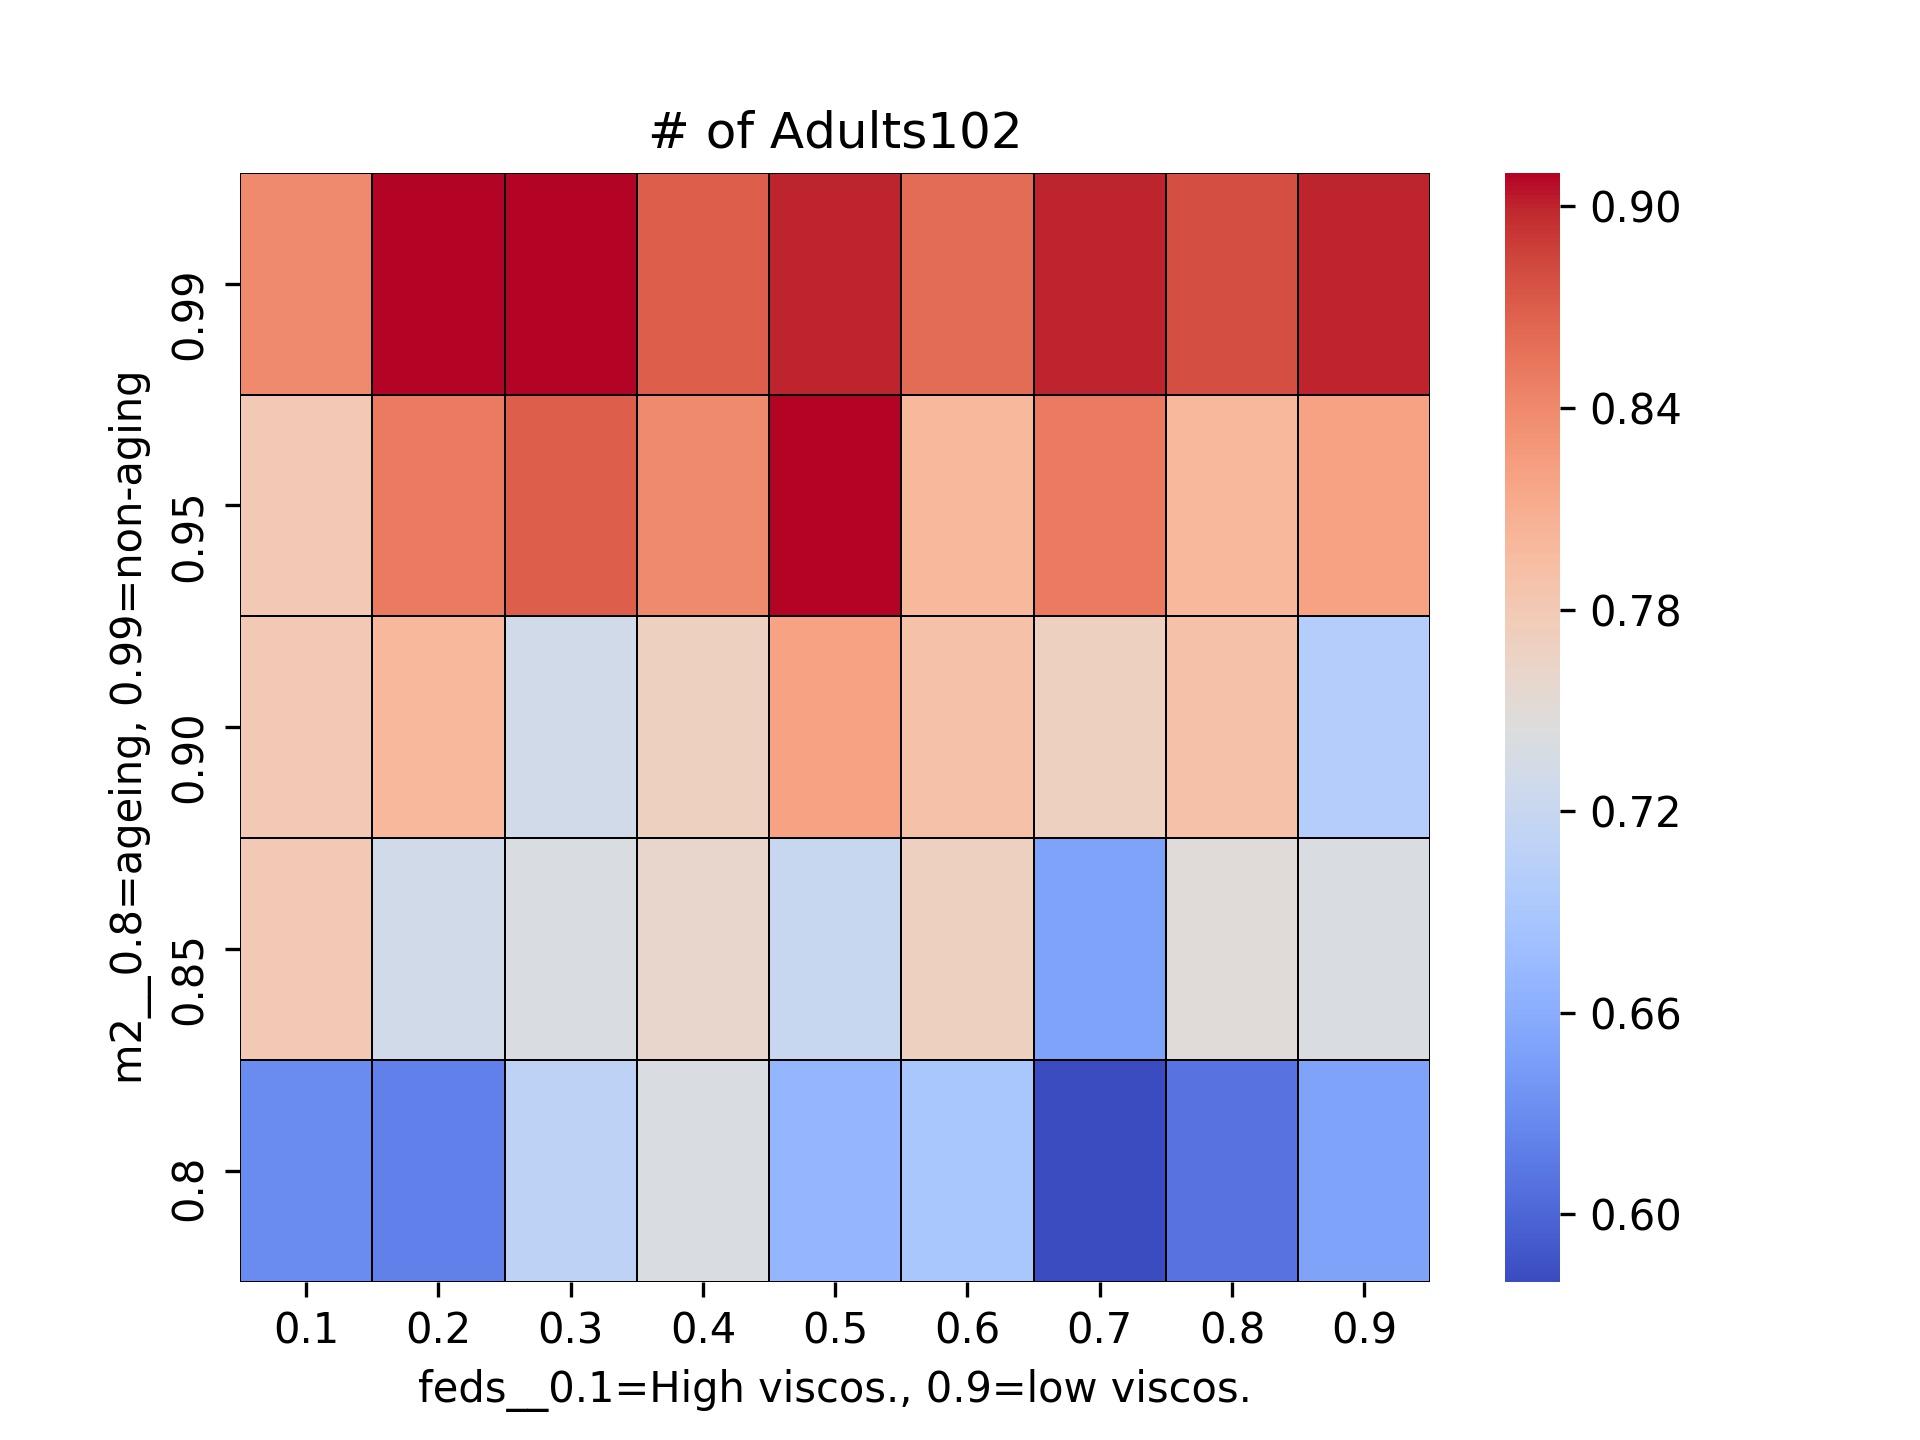 # of Adults102
m2__0.8=ageing, 0.99=non-aging
0.99
0.95
0.90
0.85
0.8
0.1 0.2 0.3 0.4 0.5 0.6 0.7 0.8 0.9
feds__0.1=High viscos., 0.9=low viscos.
0.90
0.84
0.78
0.72
0.66
0.60